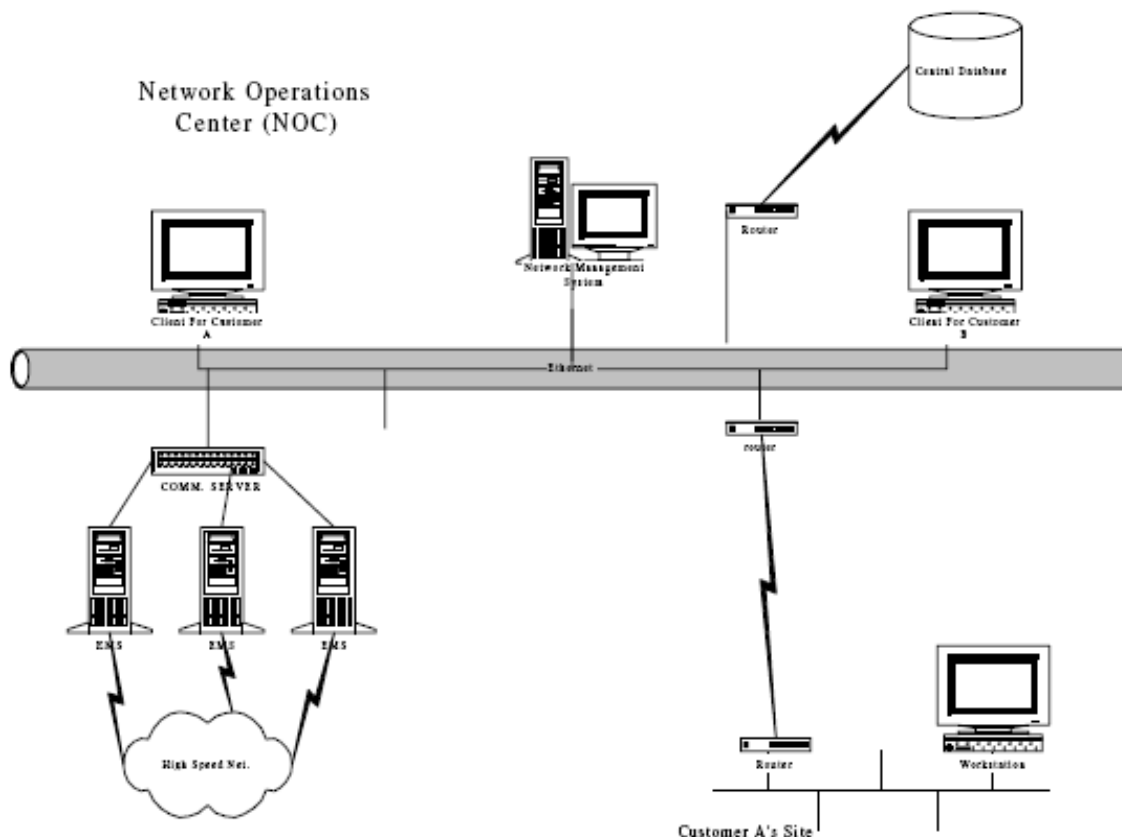 Network Operations
Center (NOC)
Central Database
Router
Network Management
System
Client For Customer
A
Client For Customer
B
Ethernet
router
COMM. SERVER
EMS
EMS
EMS
High Speed Net.
Router
Workstation
Customer A's Site